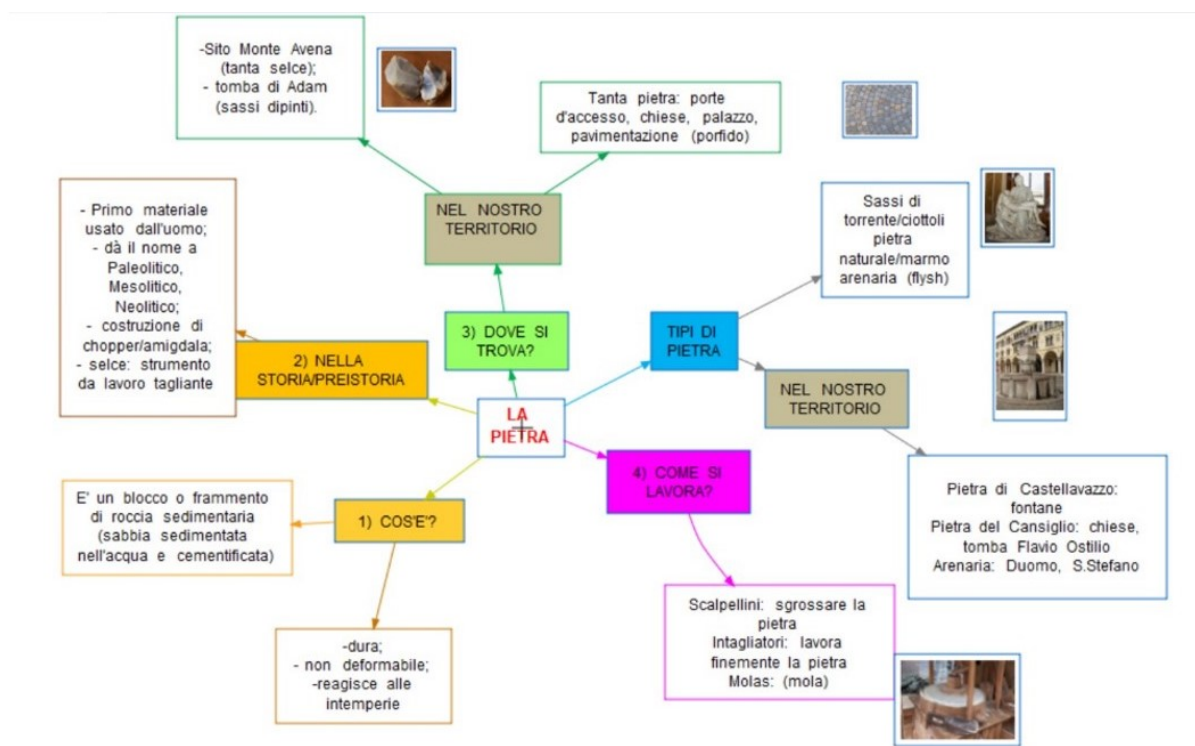 -Sito Monte Avena
(tanta selce);
- tomba di Adam
(sassi dipinti).
Tanta pietra: porte
d'accesso, chiese, palazzo,
pavimentazione (porfido)
- Primo materiale
usato dall'uomo;
- dà il nome a
Paleolitico,
Mesolitico,
Neolitico;
- costruzione di
chopper/amigdala;
- selce: strumento
da lavoro tagliante
NEL NOSTRO
TERRITORIO
Sassi di
torrente/ciottoli
pietra
naturale/marmo
arenaria (flysh)
3) DOVE SI
TROVA?
TIPI DI
PIETRA
2) NELLA
STORIA/PREISTORIA
NEL NOSTRO
TERRITORIO
LA
PIETRA
4) COME SI
LAVORA?
E' un blocco o frammento
di roccia sedimentaria
(sabbia sedimentata
nell'acqua e cementificata)
1) COS'E'?
Pietra di Castellavazzo:
fontane
Pietra del Cansiglio: chiese,
tomba Flavio Ostilio
Arenaria: Duomo, S.Stefano
-dura;
- non deformabile;
-reagisce alle
intemperie
Scalpellini: sgrossare la
pietra
Intagliatori: lavora
finemente la pietra
Molas: (mola)